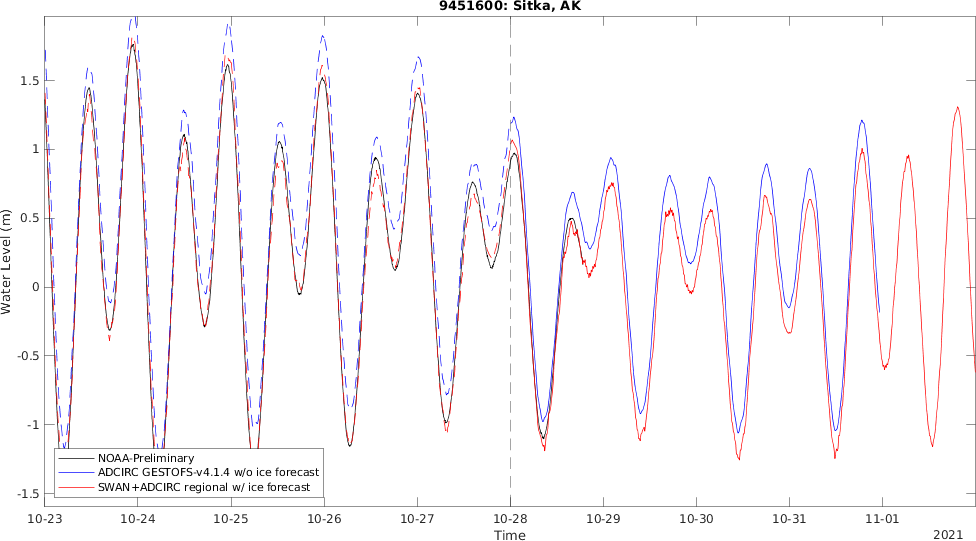 9451600: Sitka, AK
Water Level (m)
1.5
1
0.5
0
-0.5
-1
-1.5
NOAA-Preliminary
ADCIRC GESTOFS-v4.1.4 w/o ice forecast
SWAN+ADCIRC regional w/ ice forecast
10-23 10-24 10-25 10-26 10-27 10-28 10-29 10-30 10-31 11-01
Time
2021